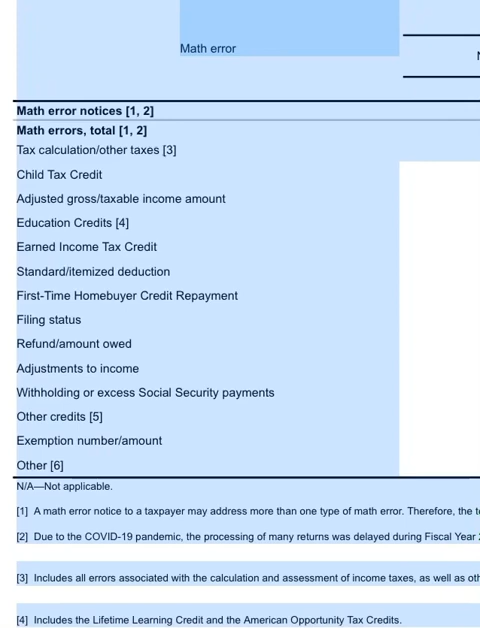 Math error
Math error notices [1, 2]
Math errors, total [1, 2]
Tax calculation/other taxes [3]
Child Tax Credit
Adjusted gross/taxable income amount
Education Credits [4]
Earned Income Tax Credit
Standard/itemized deduction
First-Time Homebuyer Credit Repayment
Filing status
Refund/amount owed
Adjustments to income
Withholding or excess Social Security payments
Other credits [5]
Exemption number/amount
Other [6]
N/A—Not applicable.
[1] A math error notice to a taxpayer may address more than one type of math error. Therefore, the
[2] Due to the COVID-19 pandemic, the processing of many returns was delayed during Fiscal Year
[3] Includes all errors associated with the calculation and assessment of income taxes, as well as
[4] Includes the Lifetime Learning Credit and the American Opportunity Tax Credits.